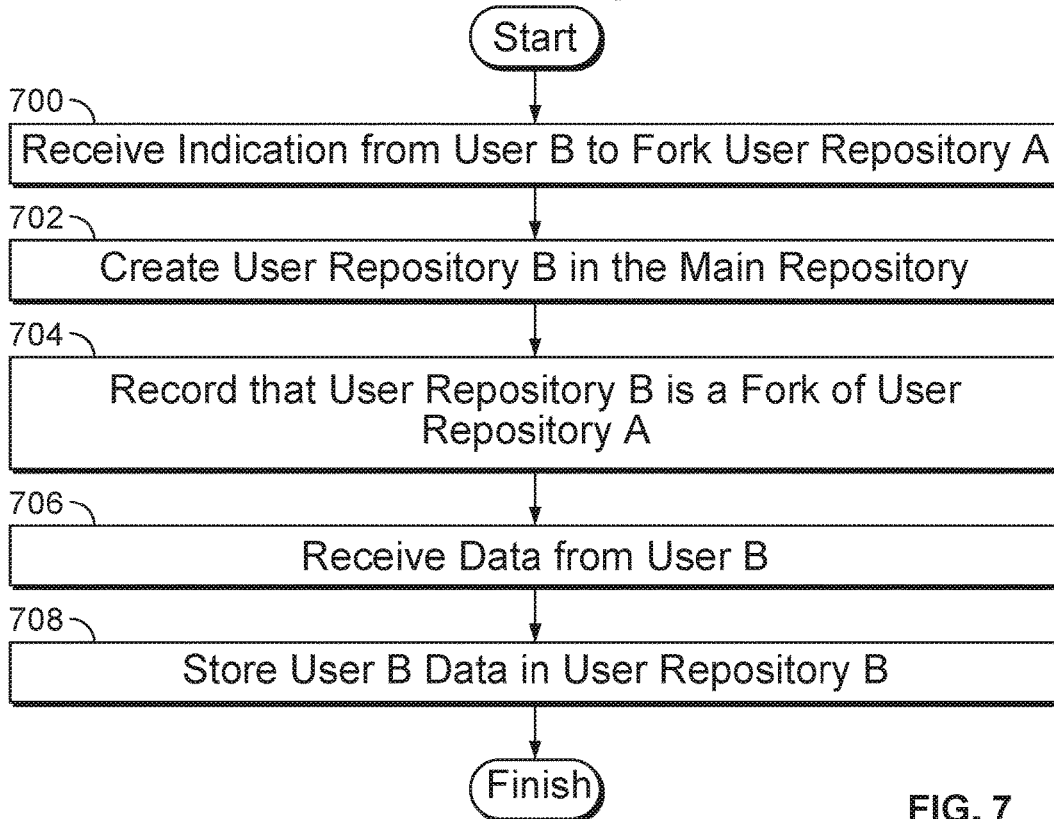 Start
700
Receive Indication from User B to Fork User Repository A
702
Create User Repository B in the Main Repository
704
Record that User Repository B is a Fork of User
Repository A
706
Receive Data from User B
708
Store User B Data in User Repository B
Finish
FIG. 7